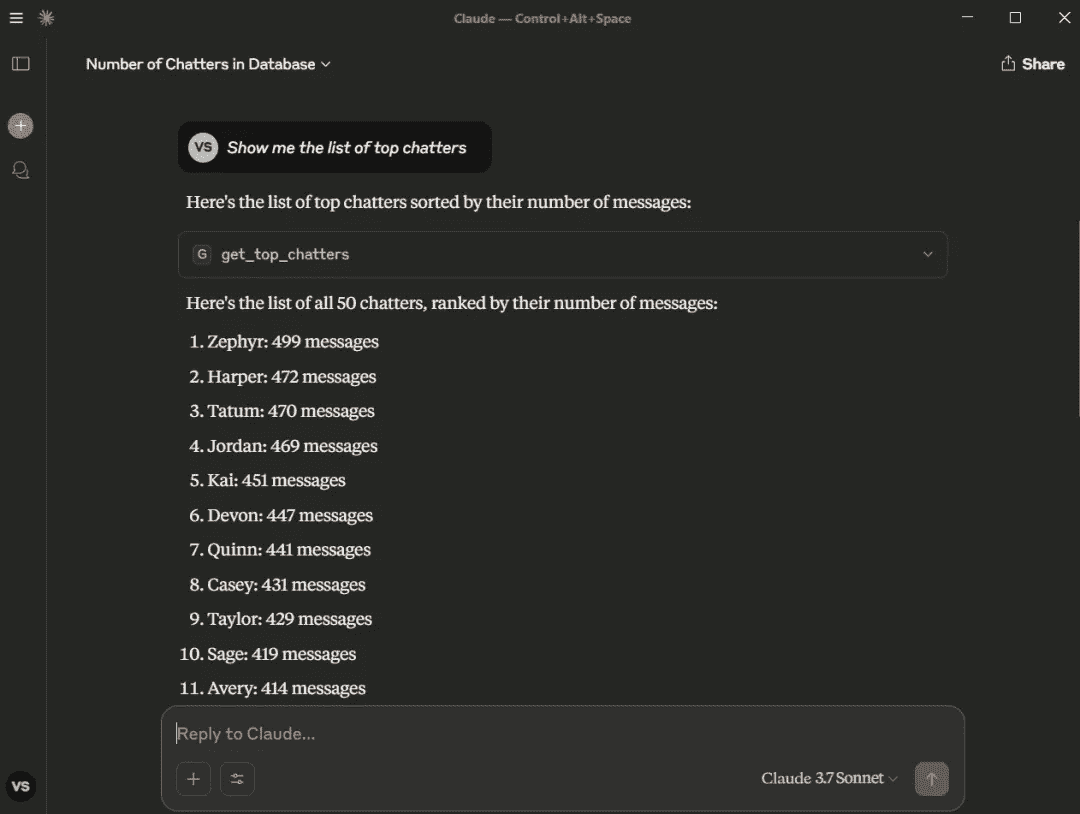 Claude — Control+Alt+Space
Number of Chatters in Database
Share
VS Show me the list of top chatters
Here's the list of top chatters sorted by their number of messages:
G get_top_chatters
Here's the list of all 50 chatters, ranked by their number of messages:
1. Zephyr: 499 messages
2. Harper: 472 messages
3. Tatum: 470 messages
4. Jordan: 469 messages
5. Kai: 451 messages
6. Devon: 447 messages
7. Quinn: 441 messages
8. Casey: 431 messages
9. Taylor: 429 messages
10. Sage: 419 messages
11. Avery: 414 messages
Reply to Claude...
Claude 3.7 Sonnet
VS